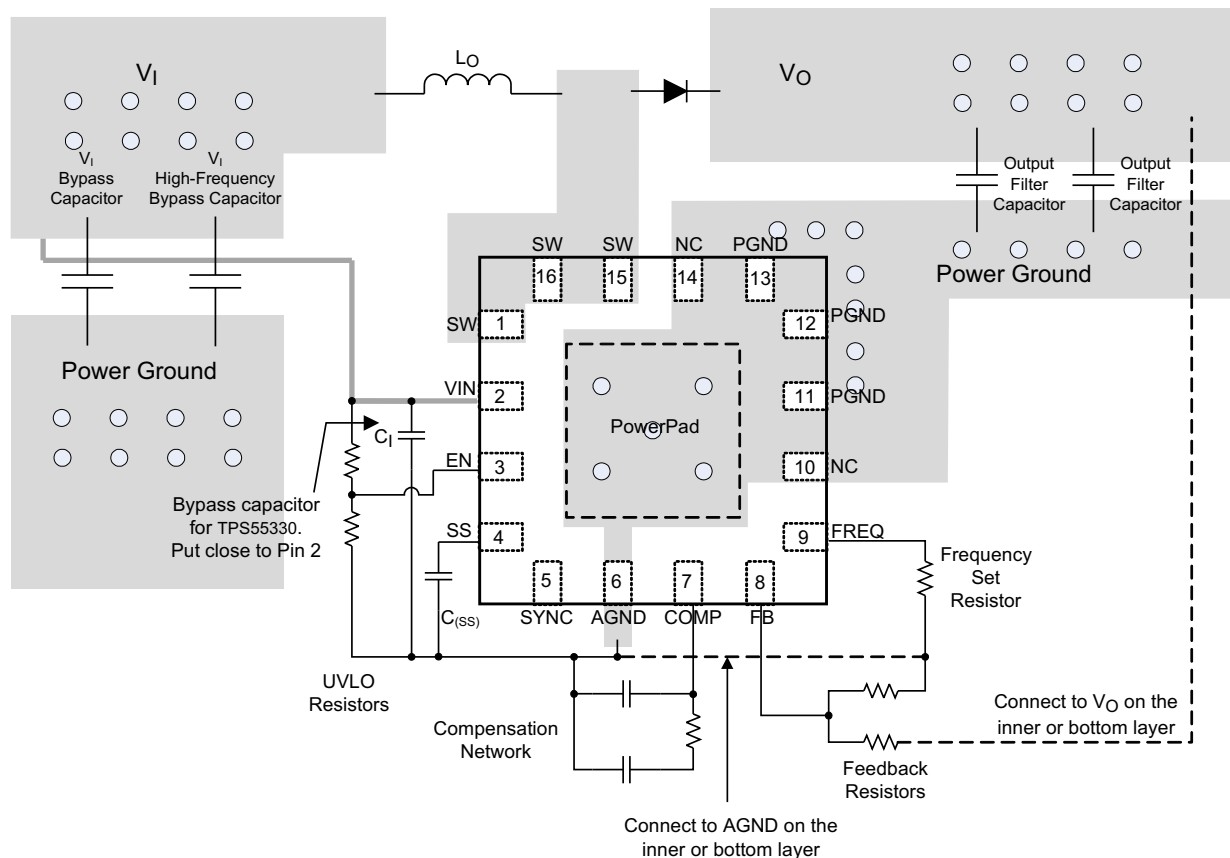 LO
VI
VO
VI
Bypass
Capacitor
VI
High-Frequency
Bypass Capacitor
Output
Filter
Capacitor
Output
Filter
Capacitor
SW
SW
NC
PGND
16
15
14
13
Power Ground
SW
1
12
PGND
Power Ground
VIN
2
11
PGND
PowerPad
CI
EN
3
10
NC
Bypass capacitor
for TPS55330.
Put close to Pin 2
SS
4
9
FREQ
Frequency
Set
Resistor
5
6
7
8
C(SS)
SYNC
AGND
COMP
FB
UVLO
Resistors
Compensation
Network
Connect to VO on the
inner or bottom layer
Feedback
Resistors
Connect to AGND on the
inner or bottom layer